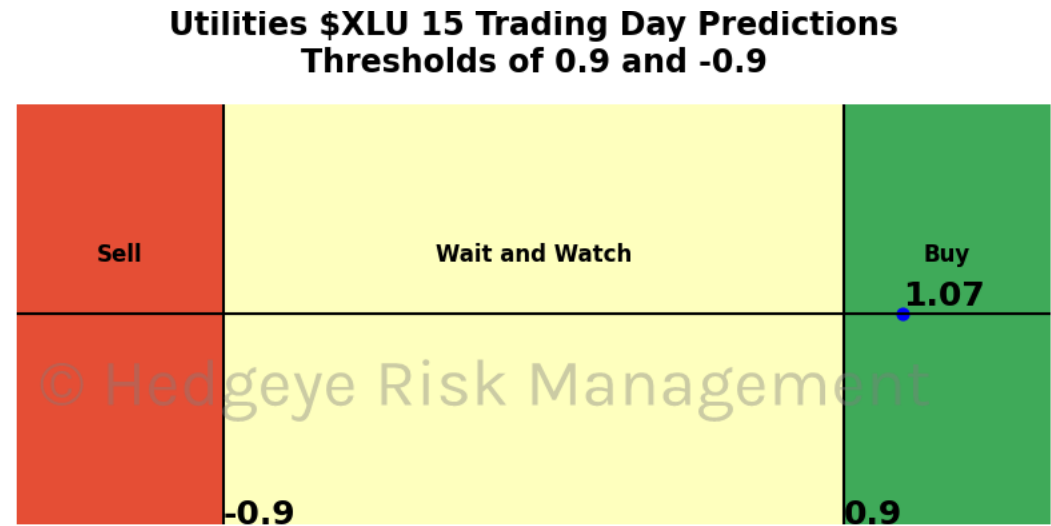 Utilities $XLU 15 Trading Day Predictions
Thresholds of 0.9 and -0.9
Sell
Wait and Watch
Buy
1.07
© Hedgeye Risk Management
-0.9
0.9